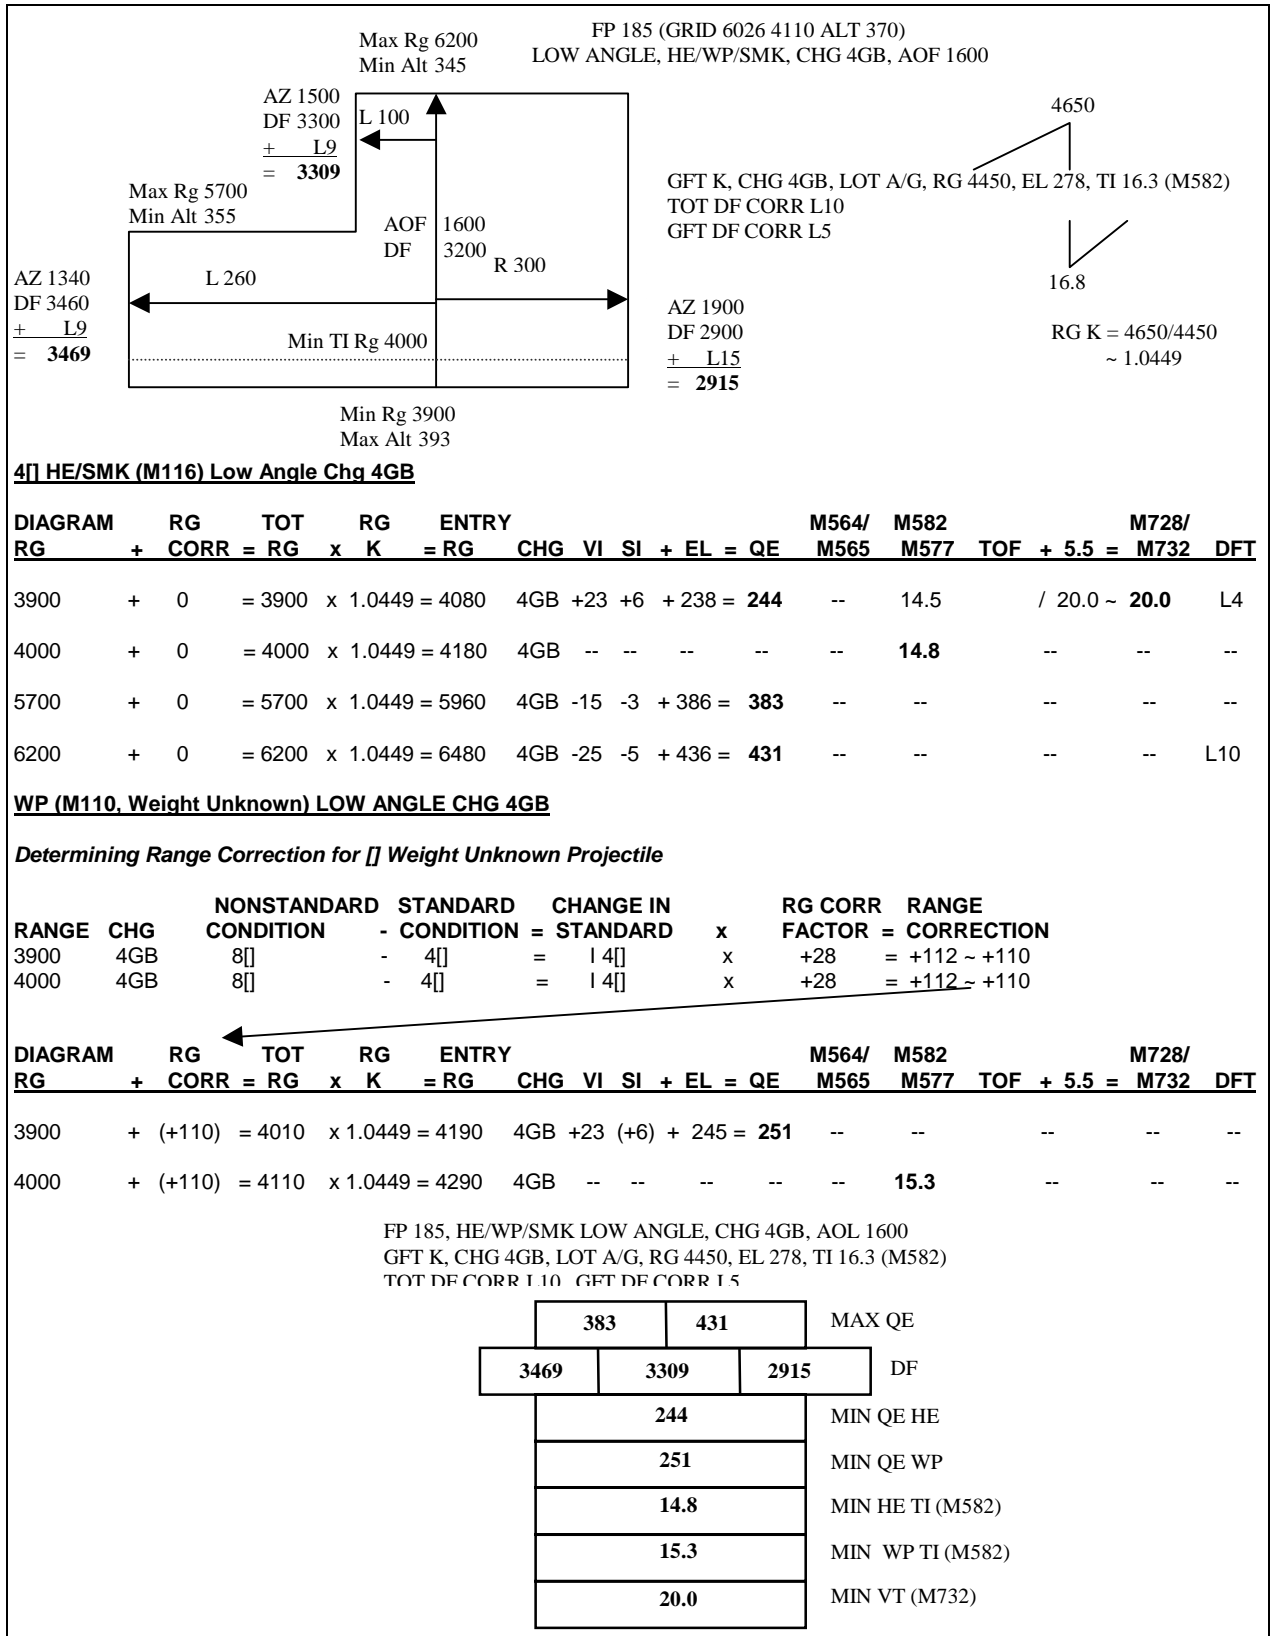 FP 185 (GRID 6026 4110 ALT 370)
LOW ANGLE, HE/WP/SMK, CHG 4GB, AOF 1600
Max Rg 6200
Min Alt 345
AZ 1500
DF 3300
+ L9
= 3309
L 100
4650
Max Rg 5700
Min Alt 355
GFT K, CHG 4GB, LOT A/G, RG 4450, EL 278, TI 16.3 (M582)
TOT DF CORR L10
GFT DF CORR L5
AOF 1600
DF 3200
R 300
AZ 1340
DF 3460
+ L9
= 3469
L 260
16.8
AZ 1900
DF 2900
+ L15
= 2915
Min TI Rg 4000
RG K = 4650/4450
~ 1.0449
Min Rg 3900
Max Alt 393
4[] HE/SMK (M116) Low Angle Chg 4GB
DIAGRAM RG TOT RG ENTRY M564/ M582 M728/
RG + CORR = RG x K = RG CHG VI SI + EL = QE M565 M577 TOF + 5.5 = M732 DFT
3900 + 0 = 3900 x 1.0449 = 4080 4GB +23 +6 + 238 = 244 -- 14.5 / 20.0 ~ 20.0 L4
4000 + 0 = 4000 x 1.0449 = 4180 4GB -- -- -- -- -- 14.8 -- -- --
5700 + 0 = 5700 x 1.0449 = 5960 4GB -15 -3 + 386 = 383 -- -- -- -- --
6200 + 0 = 6200 x 1.0449 = 6480 4GB -25 -5 + 436 = 431 -- -- -- -- L10
WP (M110, Weight Unknown) LOW ANGLE CHG 4GB
Determining Range Correction for [] Weight Unknown Projectile
NONSTANDARD STANDARD CHANGE IN RG CORR RANGE
RANGE CHG CONDITION - CONDITION = STANDARD x FACTOR = CORRECTION
3900 4GB 8[] - 4[] = I 4[] x +28 = +112 ~ +110
4000 4GB 8[] - 4[] = I 4[] x +28 = +112 ~ +110
DIAGRAM RG TOT RG ENTRY M564/ M582 M728/
RG + CORR = RG x K = RG CHG VI SI + EL = QE M565 M577 TOF + 5.5 = M732 DFT
3900 + (+110) = 4010 x 1.0449 = 4190 4GB +23 (+6) + 245 = 251 -- -- -- -- --
4000 + (+110) = 4110 x 1.0449 = 4290 4GB -- -- -- -- -- 15.3 -- -- --
FP 185, HE/WP/SMK LOW ANGLE, CHG 4GB, AOL 1600
GFT K, CHG 4GB, LOT A/G, RG 4450, EL 278, TI 16.3 (M582)
TOT DF CORR L10 GFT DF CORR L5
383 431 MAX QE
3469 3309 2915 DF
244 MIN QE HE
251 MIN QE WP
14.8 MIN HE TI (M582)
15.3 MIN WP TI (M582)
20.0 MIN VT (M732)